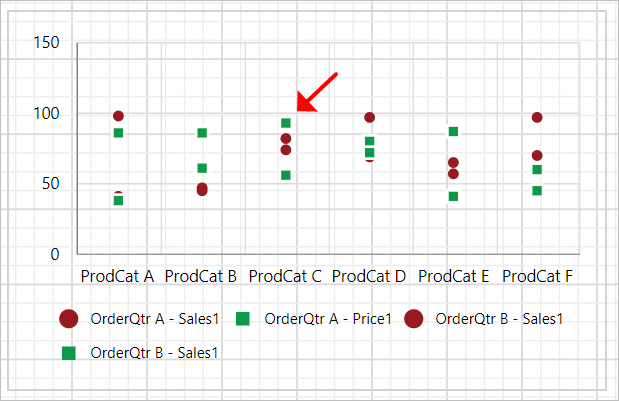 150
100
50
0
ProdCat A ProdCat B ProdCat C ProdCat D ProdCat E ProdCat F
OrderQtr A - Sales1 OrderQtr A - Price1 OrderQtr B - Sales1
OrderQtr B - Sales1